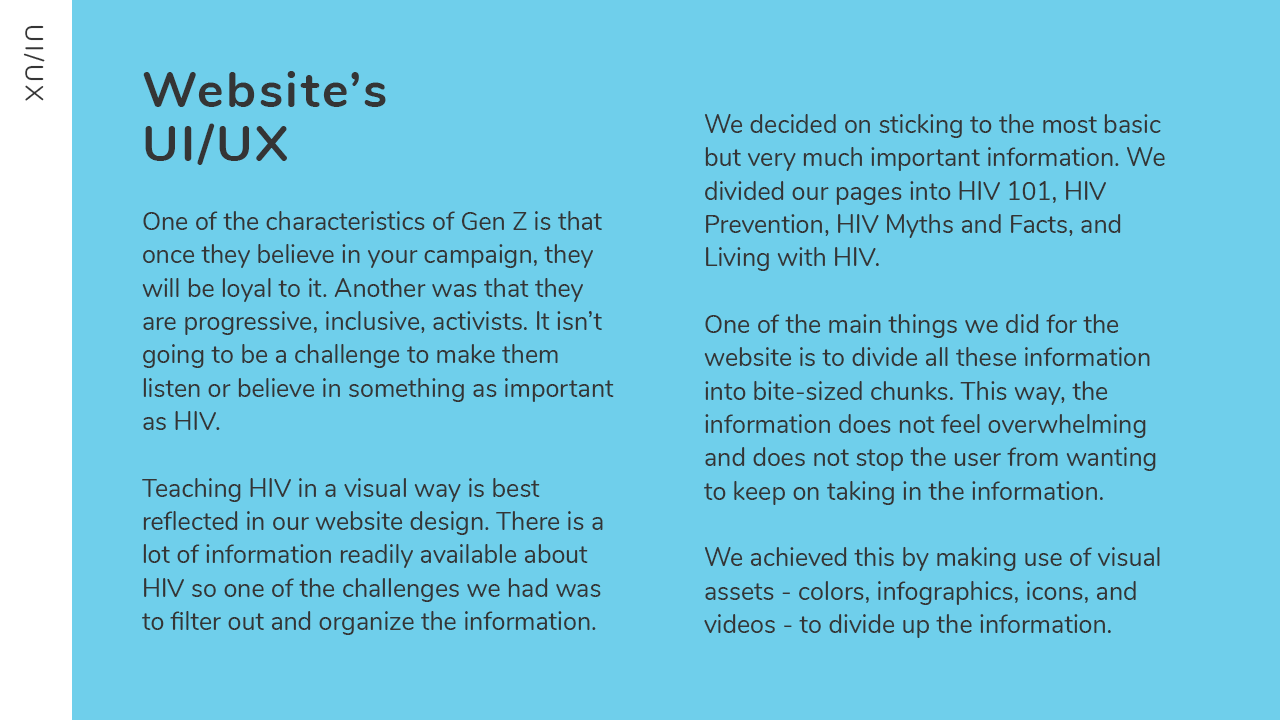 UI/UX
Website’s
UI/UX
One of the characteristics of Gen Z is that
once they believe in your campaign, they
will be loyal to it. Another was that they
are progressive, inclusive, activists. It isn’t
going to be a challenge to make them
listen or believe in something as important
as HIV.
Teaching HIV in a visual way is best
reflected in our website design. There is a
lot of information readily available about
HIV so one of the challenges we had was
to filter out and organize the information.
We decided on sticking to the most basic
but very much important information. We
divided our pages into HIV 101, HIV
Prevention, HIV Myths and Facts, and
Living with HIV.
One of the main things we did for the
website is to divide all these information
into bite-sized chunks. This way, the
information does not feel overwhelming
and does not stop the user from wanting
to keep on taking in the information.
We achieved this by making use of visual
assets - colors, infographics, icons, and
videos - to divide up the information.